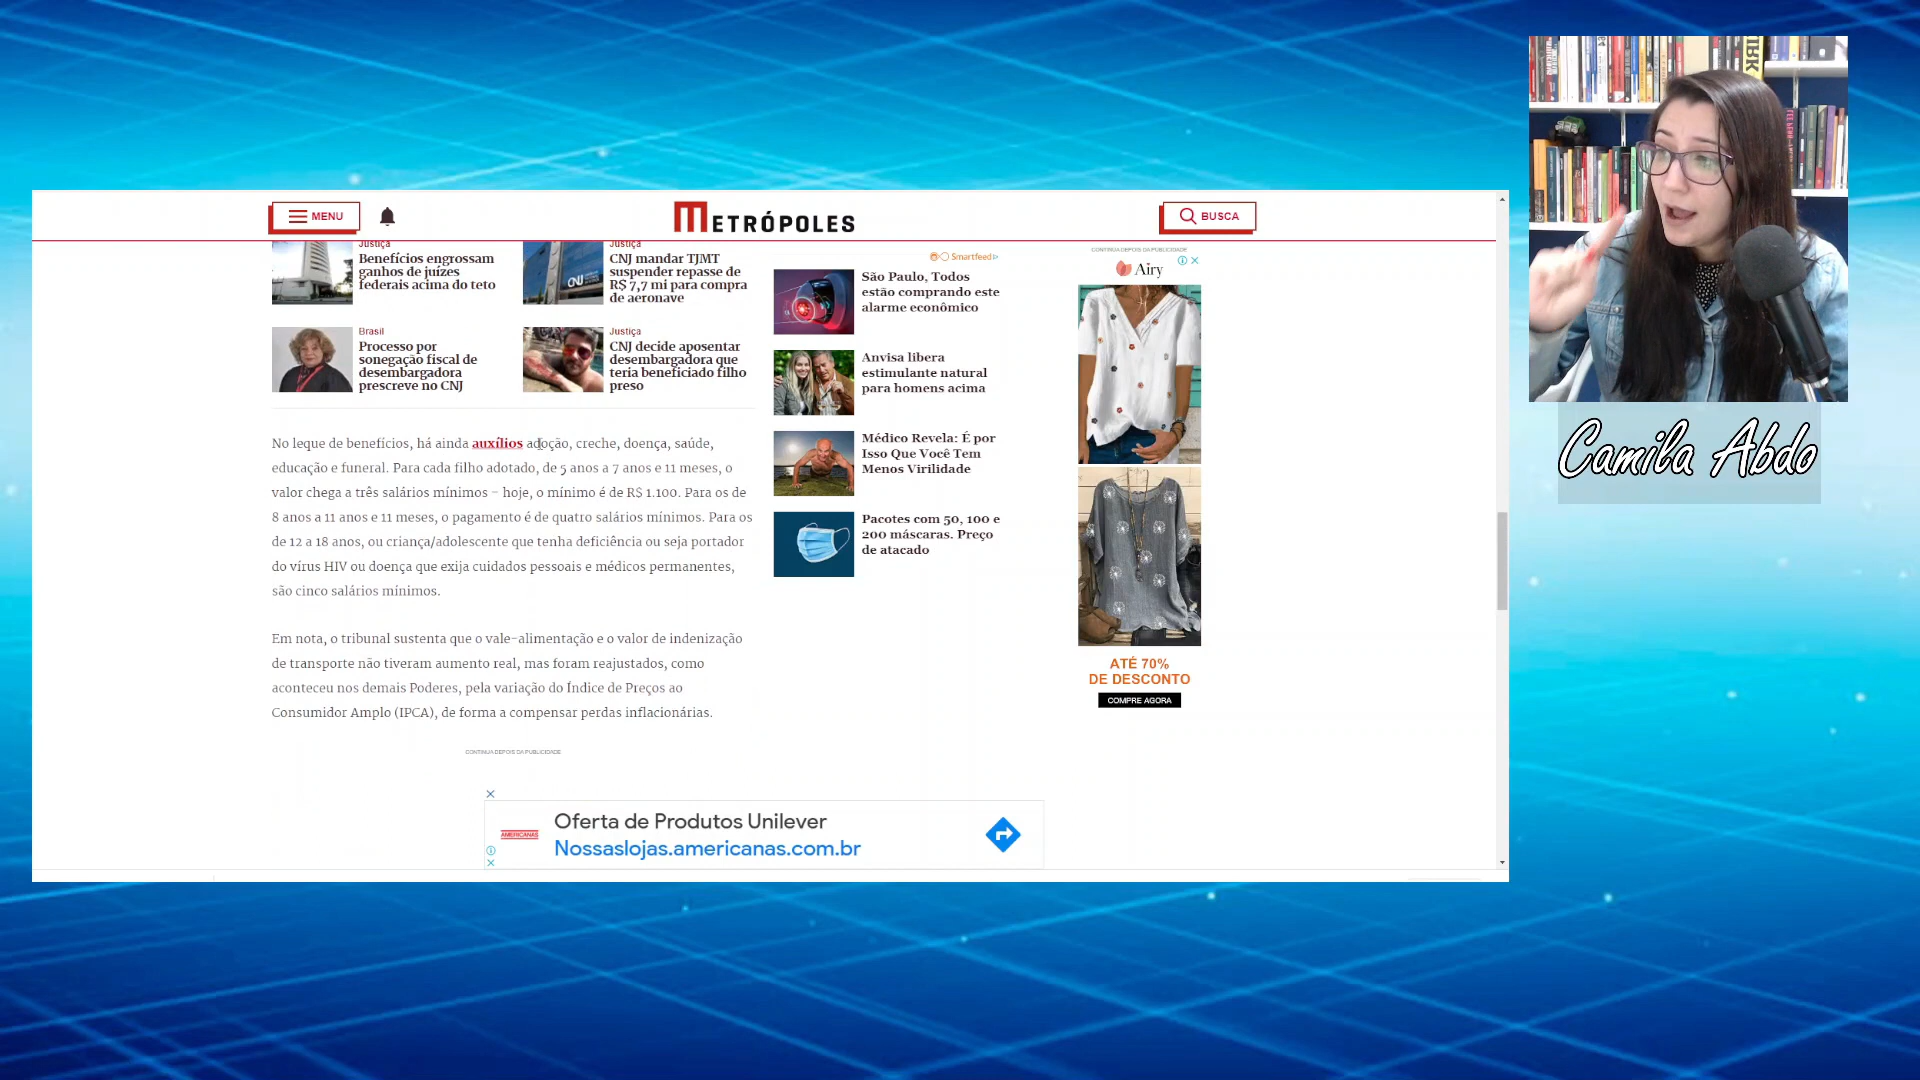 MENU
METRÓPOLES
BUSCA
Justiça
Benefícios engrossam
ganhos de juízes
federais acima do teto
Justiça
CNJ mandar TJMT
suspender repasse de
R$ 7,7 mi para compra
de aeronave
CNJ
Brasil
Processo por
sonegação fiscal de
desembargadora
prescreve no CNJ
Justiça
CNJ decide aposentar
desembargadora que
teria beneficiado filho
preso
No leque de benefícios, há ainda auxílios adoção, creche, doença, saúde,
educação e funeral. Para cada filho adotado, de 5 anos a 7 anos e 11 meses, o
valor chega a três salários mínimos – hoje, o mínimo é de R$ 1.100. Para os de
8 anos a 11 anos e 11 meses, o pagamento é de quatro salários mínimos. Para os
de 12 a 18 anos, ou criança/adolescente que tenha deficiência ou seja portador
do vírus HIV ou doença que exija cuidados pessoais e médicos permanentes,
são cinco salários mínimos.
Em nota, o tribunal sustenta que o vale-alimentação e o valor de indenização
de transporte não tiveram aumento real, mas foram reajustados, como
aconteceu nos demais Poderes, pela variação do Índice de Preços ao
Consumidor Amplo (IPCA), de forma a compensar perdas inflacionárias.
CONTINUA DEPOIS DA PUBLICIDADE
Smartfeed
São Paulo, Todos
estão comprando este
alarme econômico
Anvisa libera
estimulante natural
para homens acima
Médico Revela: É por
Isso Que Você Tem
Menos Virilidade
Pacotes com 50, 100 e
200 máscaras. Preço
de atacado
CONTINUA DEPOIS DA PUBLICIDADE
Airy
ATÉ 70%
DE DESCONTO
COMPRE AGORA
AMERICANAS
Oferta de Produtos Unilever
Nossaslojas.americanas.com.br
Camila Abdo